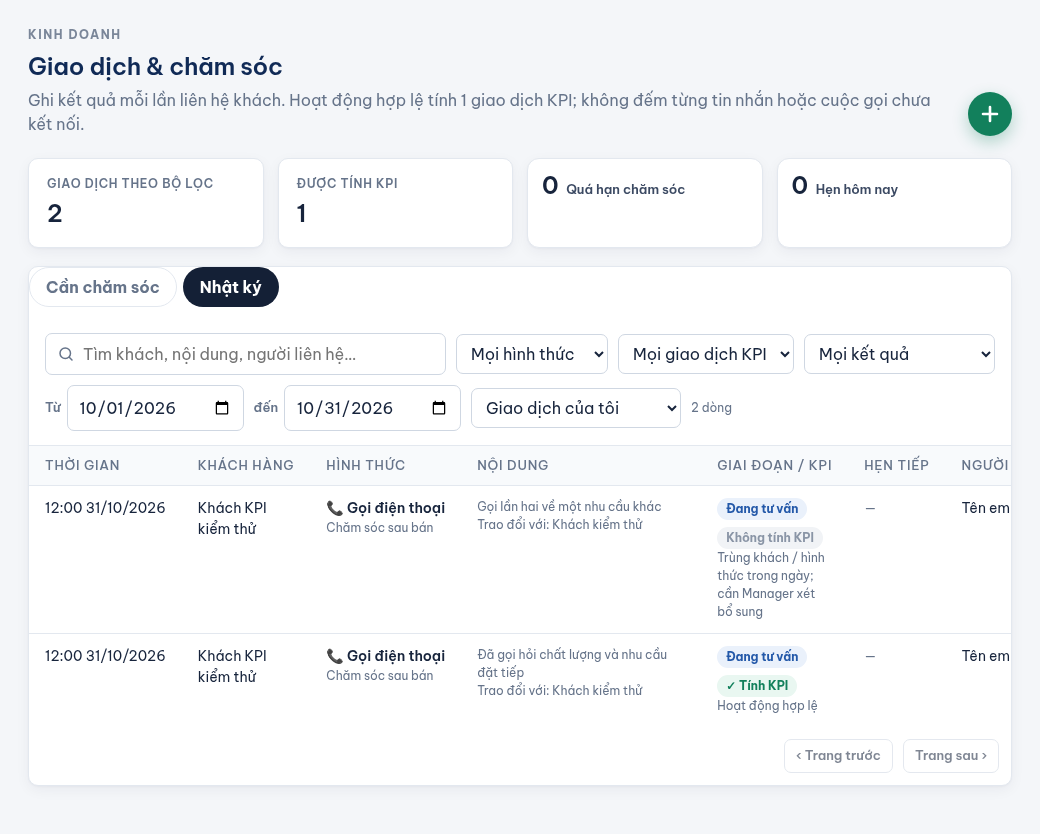 KINH DOANH
Giao dịch & chăm sóc
Ghi kết quả mỗi lần liên hệ khách. Hoạt động hợp lệ tính 1 giao dịch KPI; không đếm từng tin nhắn hoặc cuộc gọi chưa
kết nối.
GIAO DỊCH THEO BỘ LỌC
2
ĐƯỢC TÍNH KPI
1
0 Quá hạn chăm sóc
0 Hẹn hôm nay
Cần chăm sóc
Nhật ký
Tìm khách, nội dung, người liên hệ...
Mọi hình thức
Mọi giao dịch KPI
Mọi kết quả
Từ 10/01/2026 đến 10/31/2026
Giao dịch của tôi
2 dòng
THỜI GIAN KHÁCH HÀNG HÌNH THỨC NỘI DUNG GIAI ĐOẠN / KPI HẸN TIẾP NGƯỜI
12:00 31/10/2026
Khách KPI
kiểm thử
Gọi điện thoại
Chăm sóc sau bán
Gọi lần hai về một nhu cầu khác
Trao đổi với: Khách kiểm thử
Đang tư vấn
Không tính KPI
Trùng khách / hình
thức trong ngày;
cần Manager xét
bổ sung
—
Tên em
12:00 31/10/2026
Khách KPI
kiểm thử
Gọi điện thoại
Chăm sóc sau bán
Đã gọi hỏi chất lượng và nhu cầu
đặt tiếp
Trao đổi với: Khách kiểm thử
Đang tư vấn
✓ Tính KPI
Hoạt động hợp lệ
—
Tên em
‹ Trang trước
Trang sau ›